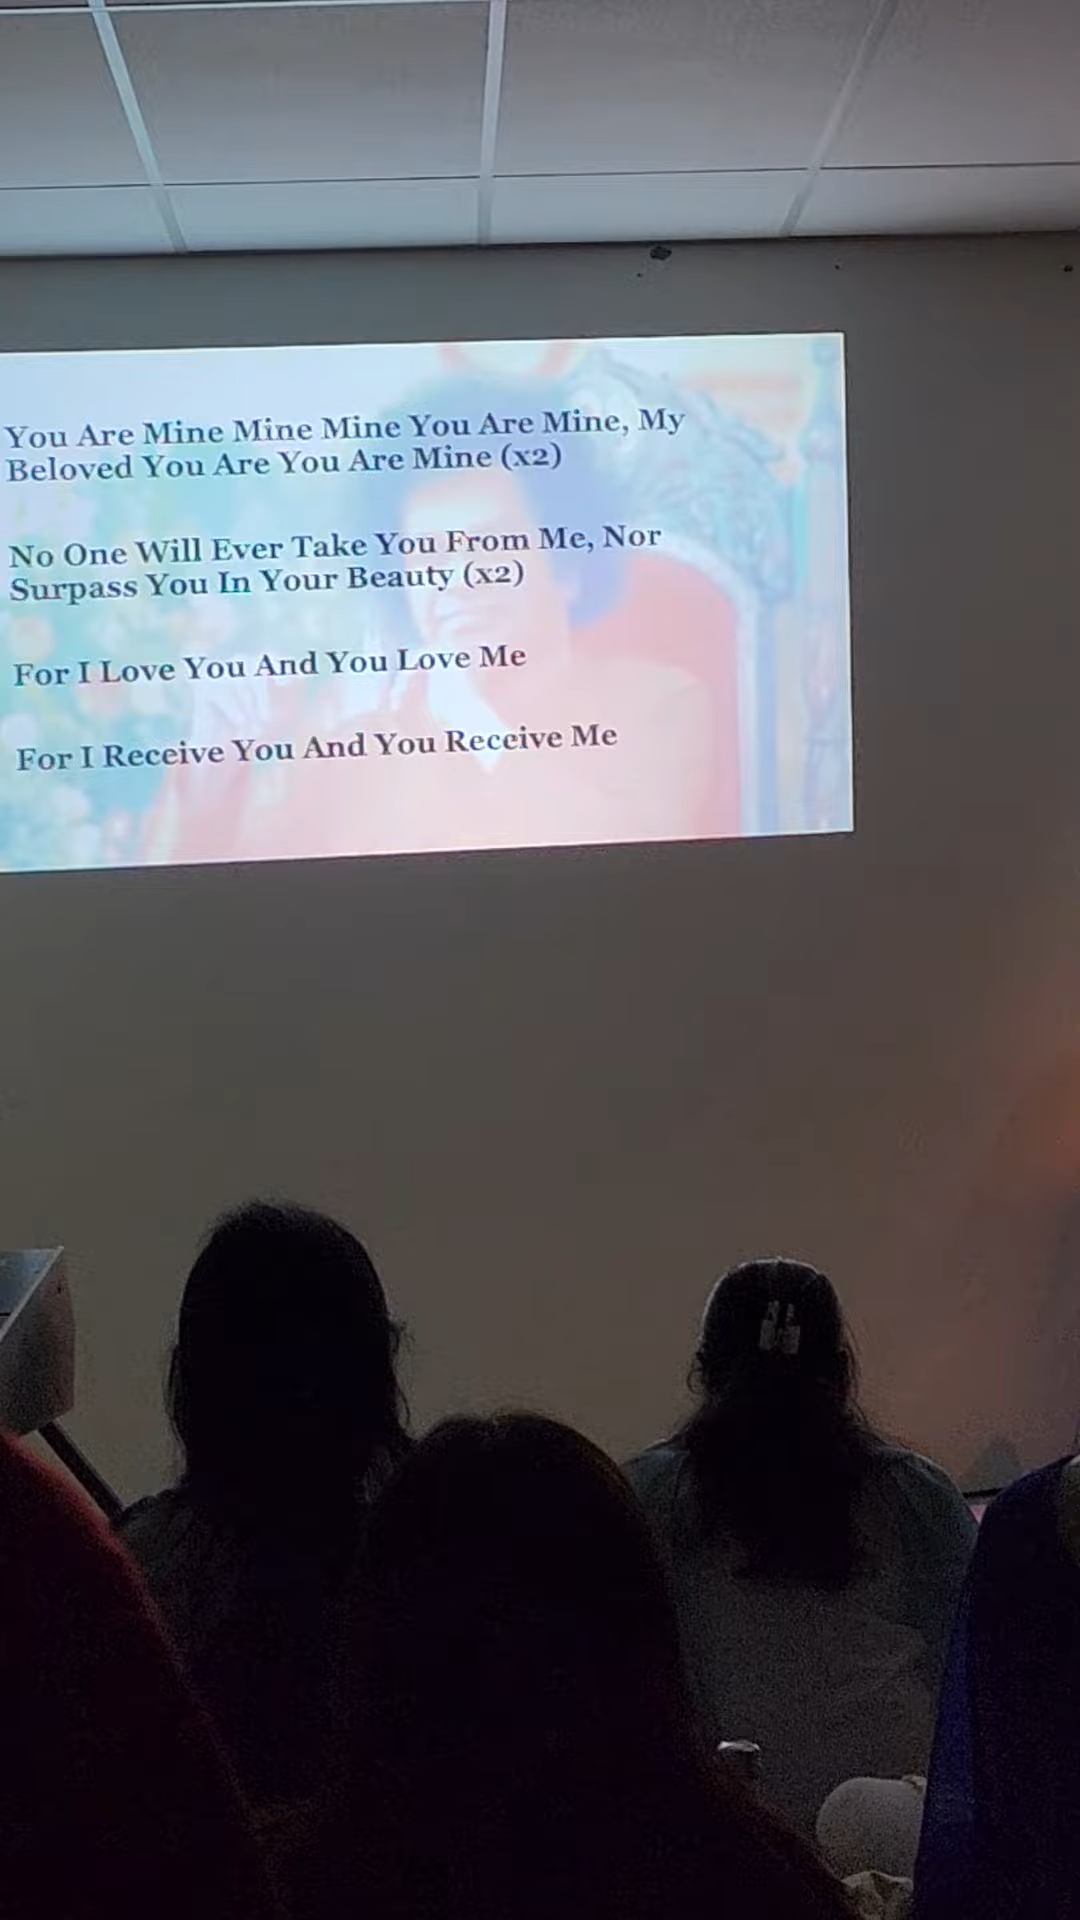 You Are Mine Mine Mine You Are Mine, My
Beloved You Are You Are Mine (x2)
No One Will Ever Take You From Me, Nor
Surpass You In Your Beauty (x2)
For I Love You And You Love Me
For I Receive You And You Receive Me